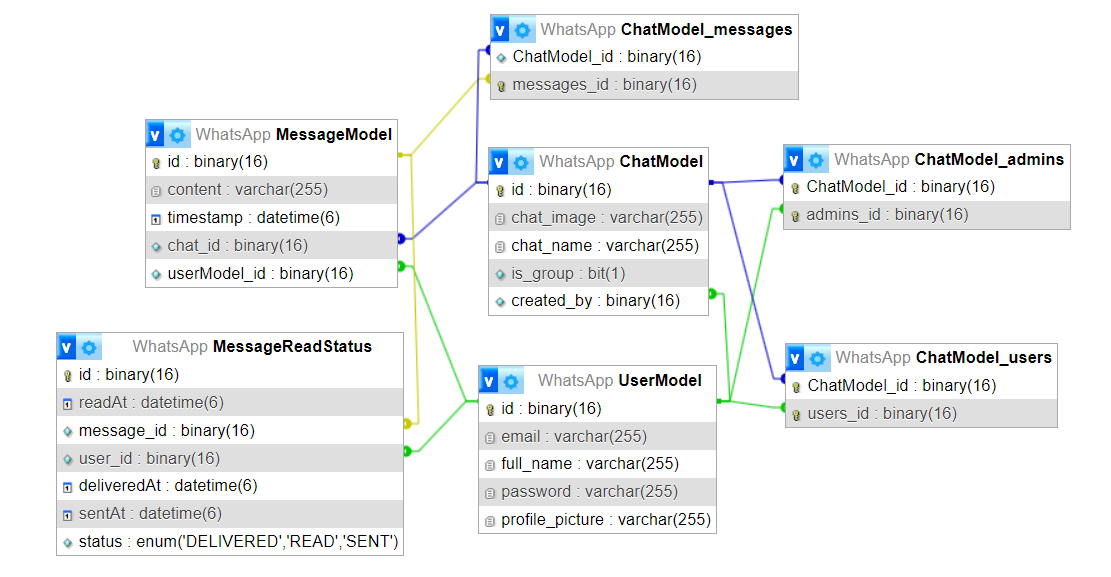 v WhatsApp ChatModel_messages
ChatModel_id : binary(16)
messages_id : binary(16)
v WhatsApp MessageModel
id : binary(16)
content : varchar(255)
timestamp : datetime(6)
chat_id : binary(16)
userModel_id : binary(16)
v WhatsApp ChatModel
id : binary(16)
chat_image : varchar(255)
chat_name : varchar(255)
is_group : bit(1)
created_by : binary(16)
v WhatsApp ChatModel_admins
ChatModel_id : binary(16)
admins_id : binary(16)
v WhatsApp MessageReadStatus
id : binary(16)
readAt : datetime(6)
message_id : binary(16)
user_id : binary(16)
deliveredAt : datetime(6)
sentAt : datetime(6)
status : enum('DELIVERED','READ','SENT')
v WhatsApp UserModel
id : binary(16)
email : varchar(255)
full_name : varchar(255)
password : varchar(255)
profile_picture : varchar(255)
v WhatsApp ChatModel_users
ChatModel_id : binary(16)
users_id : binary(16)